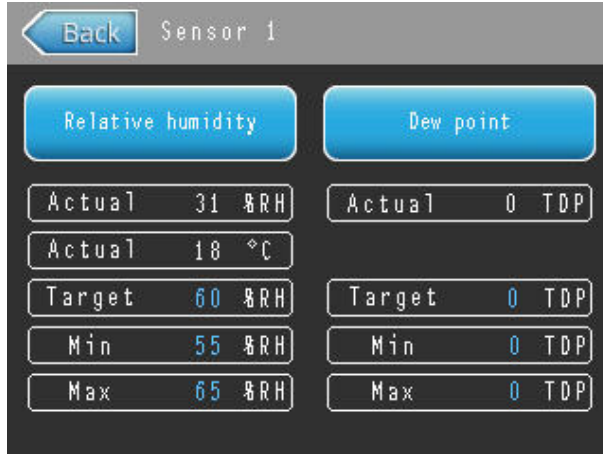 Back Sensor 1
Relative humidity Dew point
Actual 31 %RH Actual 0 TDP
Actual 18 °C
Target 60 %RH Target 0 TDP
Min 55 %RH Min 0 TDP
Max 65 %RH Max 0 TDP